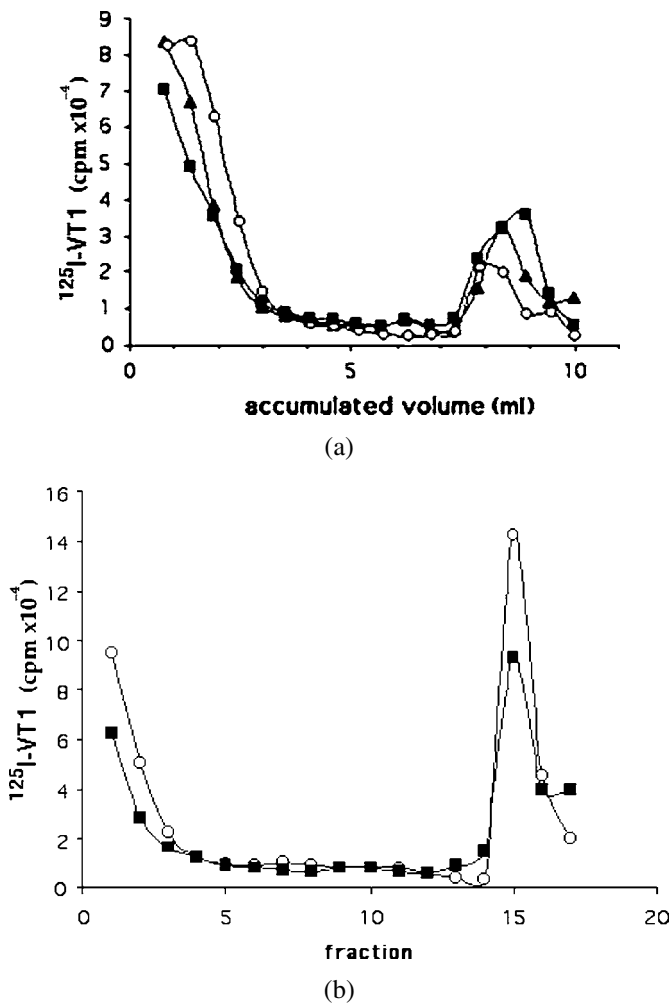 9
8
7
6
5
4
3
2
1
0
¹²⁵I-VT1 (cpm x10⁻⁴)
0 5 10
accumulated volume (ml)
(a)
16
14
12
10
8
6
4
2
0
¹²⁵I-VT1 (cpm x10⁻⁴)
0 5 10 15 20
fraction
(b)